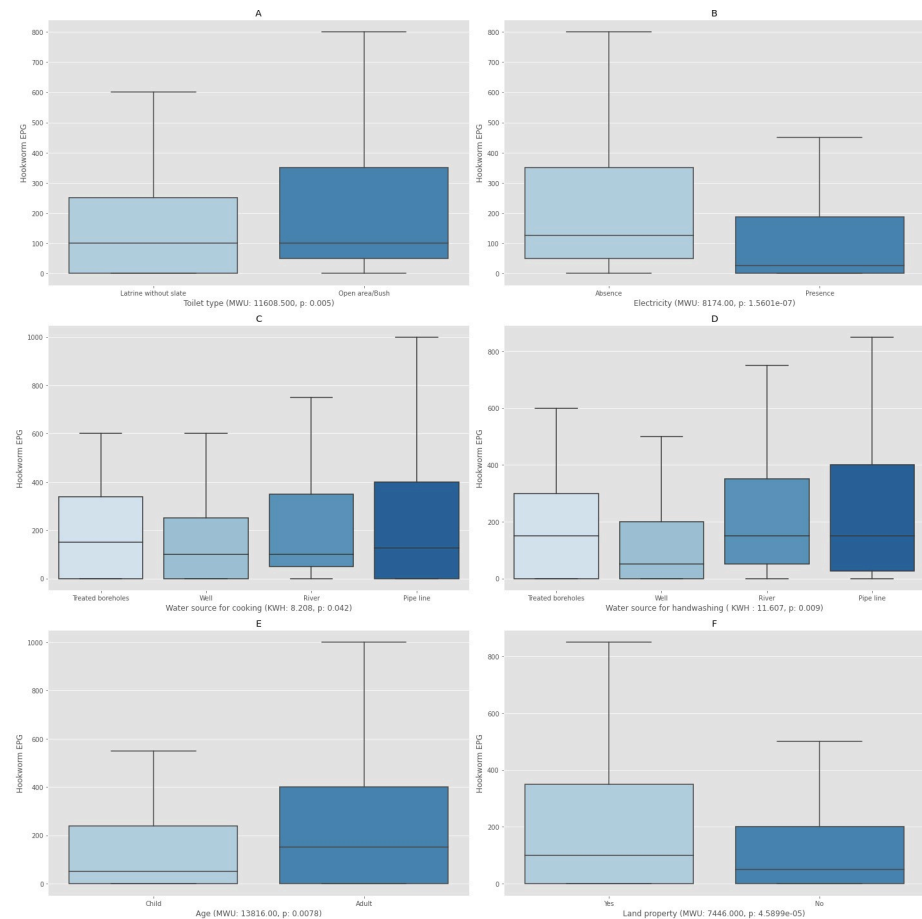 A
800
700
600
500
400
300
200
100
0
Hookworm EPG
Latrine without slate
Open area/Bush
Toilet type (MWU: 11608.500, p: 0.005)
B
800
700
600
500
400
300
200
100
0
Hookworm EPG
Absence
Presence
Electricity (MWU: 8174.00, p: 1.5601e-07)
C
1000
800
600
400
200
0
Hookworm EPG
Treated boreholes
Well
River
Pipe line
Water source for cooking (KWH: 8.208, p: 0.042)
D
800
600
400
200
0
Hookworm EPG
Treated boreholes
Well
River
Pipe line
Water source for handwashing ( KWH : 11.607, p: 0.009)
E
1000
800
600
400
200
0
Hookworm EPG
Child
Adult
Age (MWU: 13816.00, p: 0.0078)
F
800
600
400
200
0
Hookworm EPG
Yes
No
Land property (MWU: 7446.000, p: 4.5899e-05)